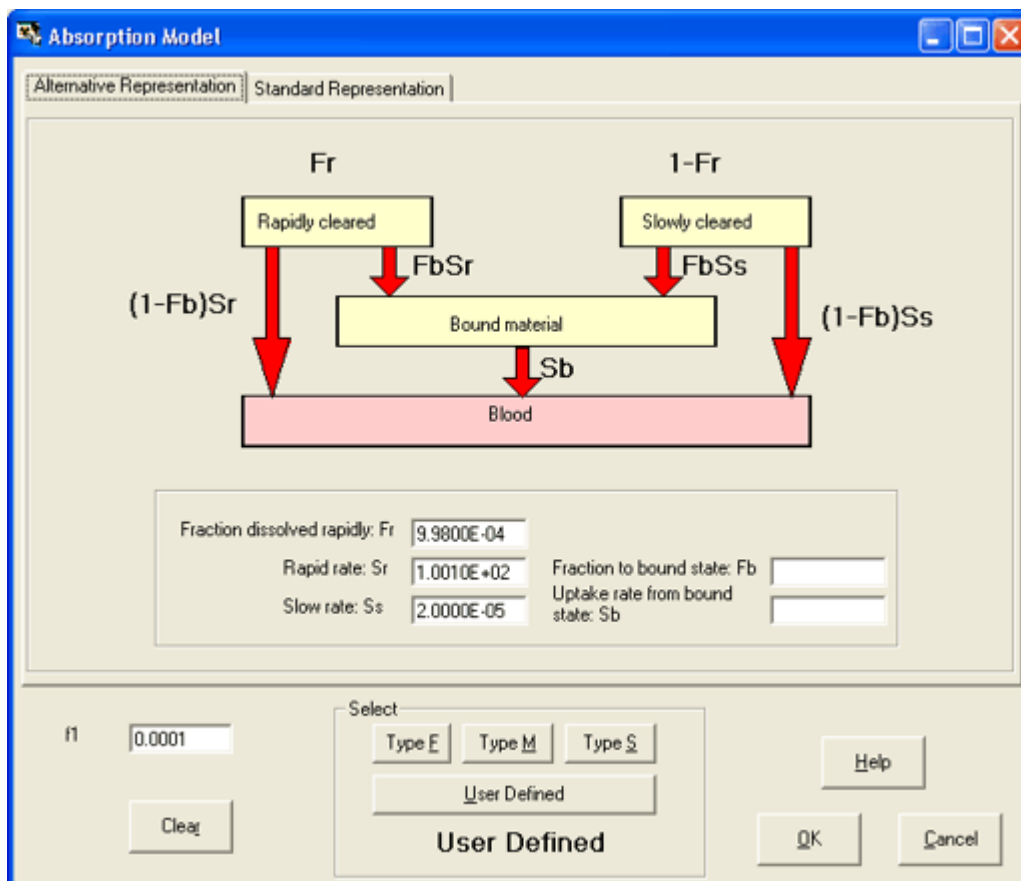 Absorption Model
Alternative Representation
Standard Representation
Fr
1-Fr
Rapidly cleared
Slowly cleared
FbSr
FbSs
(1-Fb)Sr
(1-Fb)Ss
Bound material
Sb
Blood
Fraction dissolved rapidly: Fr 9.9800E-04
Rapid rate: Sr 1.0010E+02
Fraction to bound state: Fb
Slow rate: Ss 2.0000E-05
Uptake rate from bound
state: Sb
f1 0.0001
Select
Type F Type M Type S
User Defined
User Defined
Clear
Help
OK
Cancel